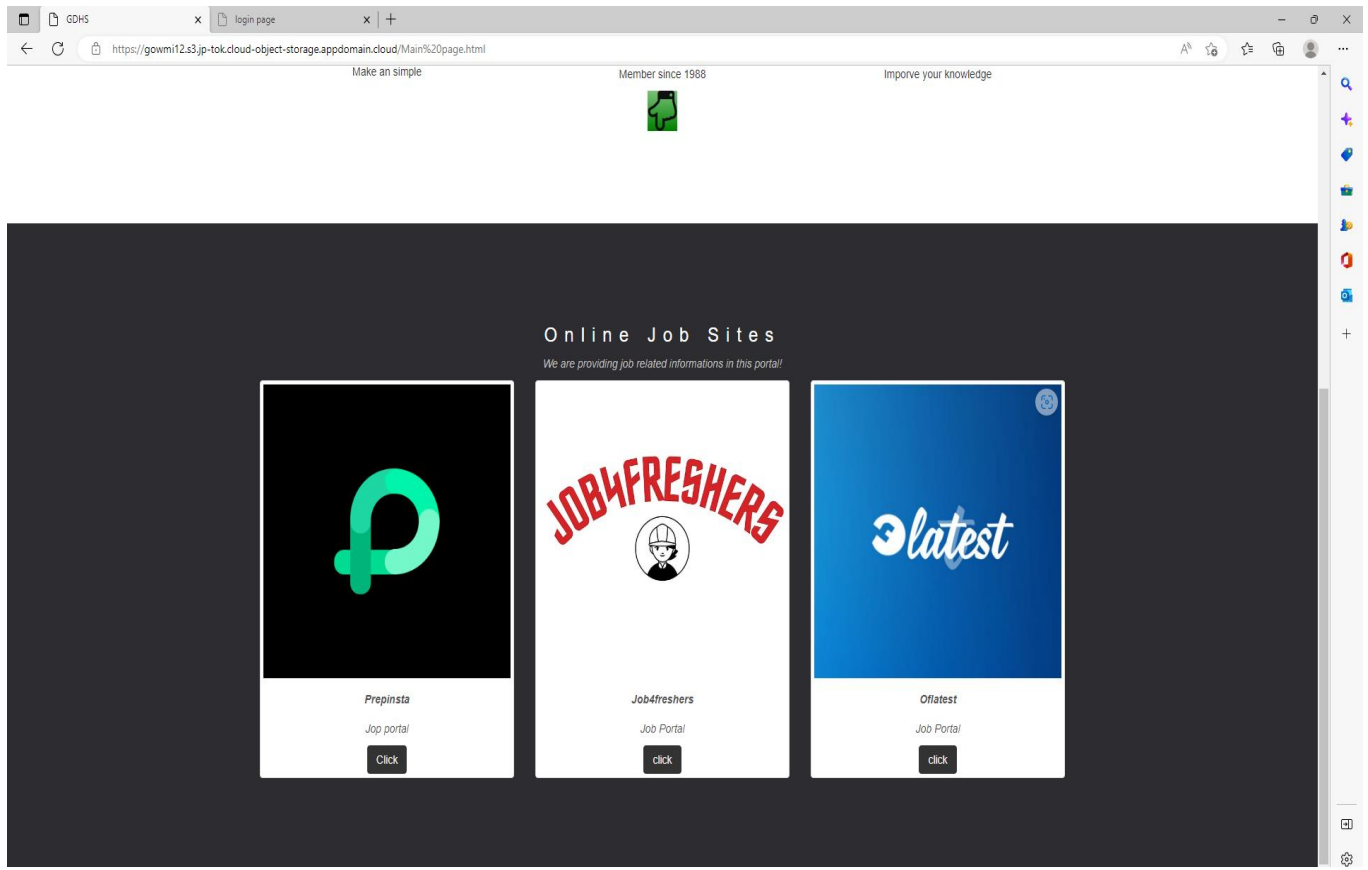 GDHS
login page
https://gowmi12.s3.jp-tok.cloud-object-storage.appdomain.cloud/Main%20page.html
Make an simple
Member since 1988
Imporve your knowledge
Online Job Sites
We are providing job related informations in this portal!
JOB4FRESHERS
latest
Prepinsta
Job4freshers
Oflatest
Jop portal
Job Portal
Job Portal
Click
click
click